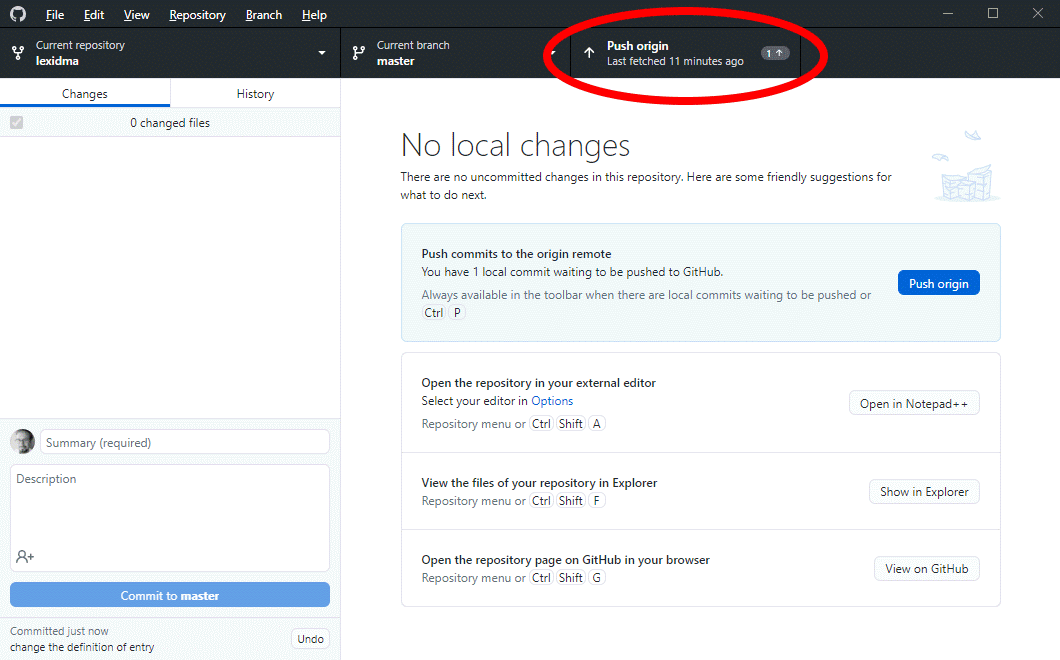 File Edit View Repository Branch Help
Current repository
lexidma
Current branch
master
Push origin
Last fetched 11 minutes ago
1
Changes History
0 changed files
No local changes
There are no uncommitted changes in this repository. Here are some friendly suggestions for
what to do next.
Push commits to the origin remote
You have 1 local commit waiting to be pushed to GitHub.
Always available in the toolbar when there are local commits waiting to be pushed or
Ctrl P
Push origin
Open the repository in your external editor
Select your editor in Options
Repository menu or Ctrl Shift A
Open in Notepad++
View the files of your repository in Explorer
Repository menu or Ctrl Shift F
Show in Explorer
Open the repository page on GitHub in your browser
Repository menu or Ctrl Shift G
View on GitHub
Summary (required)
Description
Commit to master
Committed just now
change the definition of entry
Undo